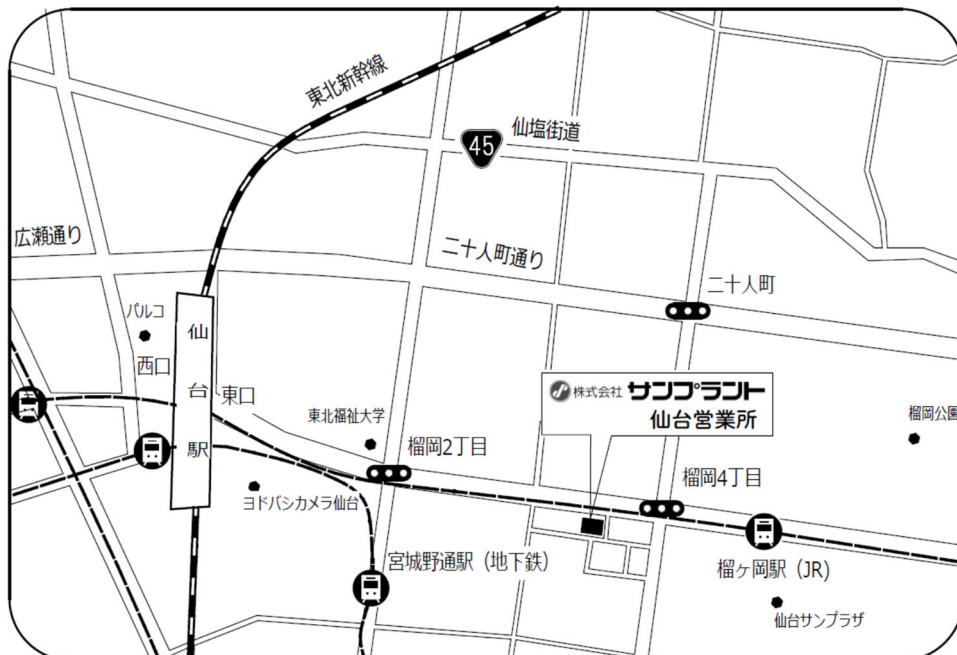 東北新幹線
45
仙塩街道
広瀬通り
二十人町通り
二十人町
パルコ
西口
仙台駅
東口
株式会社 サンプラント
仙台営業所
東北福祉大学
榴岡2丁目
榴岡公園
榴岡4丁目
ヨドバシカメラ仙台
宮城野通駅（地下鉄）
榴ヶ岡駅（JR）
仙台サンプラザ